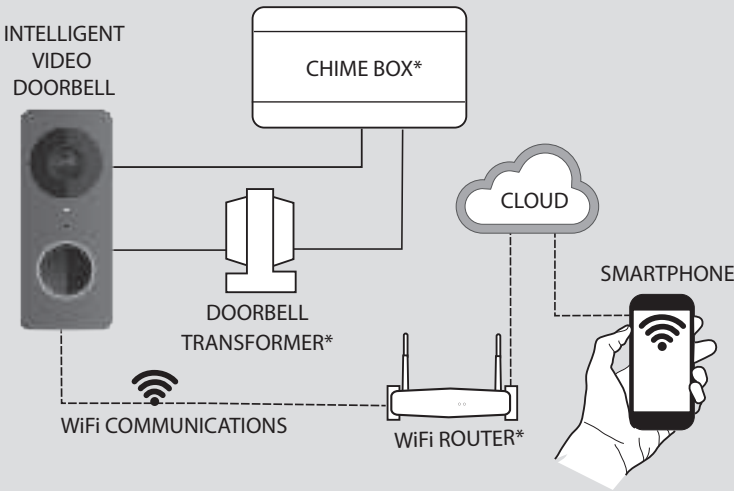 INTELLIGENT
VIDEO
DOORBELL
CHIME BOX*
CLOUD
SMARTPHONE
DOORBELL
TRANSFORMER*
WiFi COMMUNICATIONS
WiFi ROUTER*